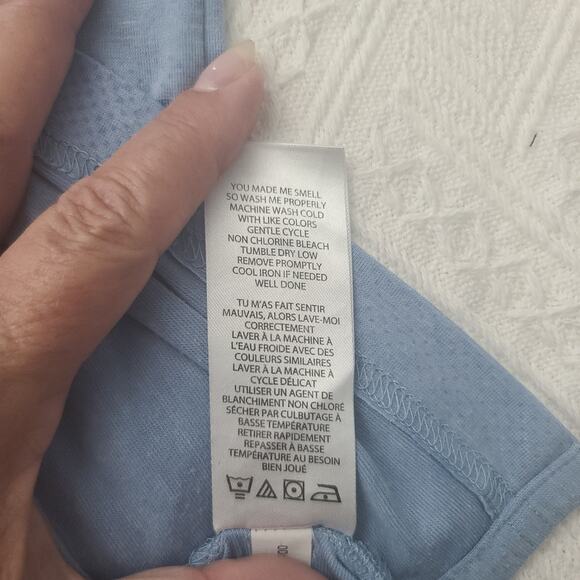 YOU MADE ME SMELL
SO WASH ME PROPERLY
MACHINE WASH COLD
WITH LIKE COLORS
GENTLE CYCLE
NON CHLORINE BLEACH
TUMBLE DRY LOW
REMOVE PROMPTLY
COOL IRON IF NEEDED
WELL DONE
TU M'AS FAIT SENTIR
MAUVAIS, ALORS LAVE-MOI
CORRECTEMENT
LAVER À LA MACHINE À
L'EAU FROIDE AVEC DES
COULEURS SIMILAIRES
LAVER À LA MACHINE À
CYCLE DÉLICAT
UTILISER UN AGENT DE
BLANCHIMENT NON CHLORÉ
SÉCHER PAR CULBUTAGE À
BASSE TEMPÉRATURE
RETIRER RAPIDEMENT
REPASSER À BASSE
TEMPÉRATURE AU BESOIN
BIEN JOUÉ